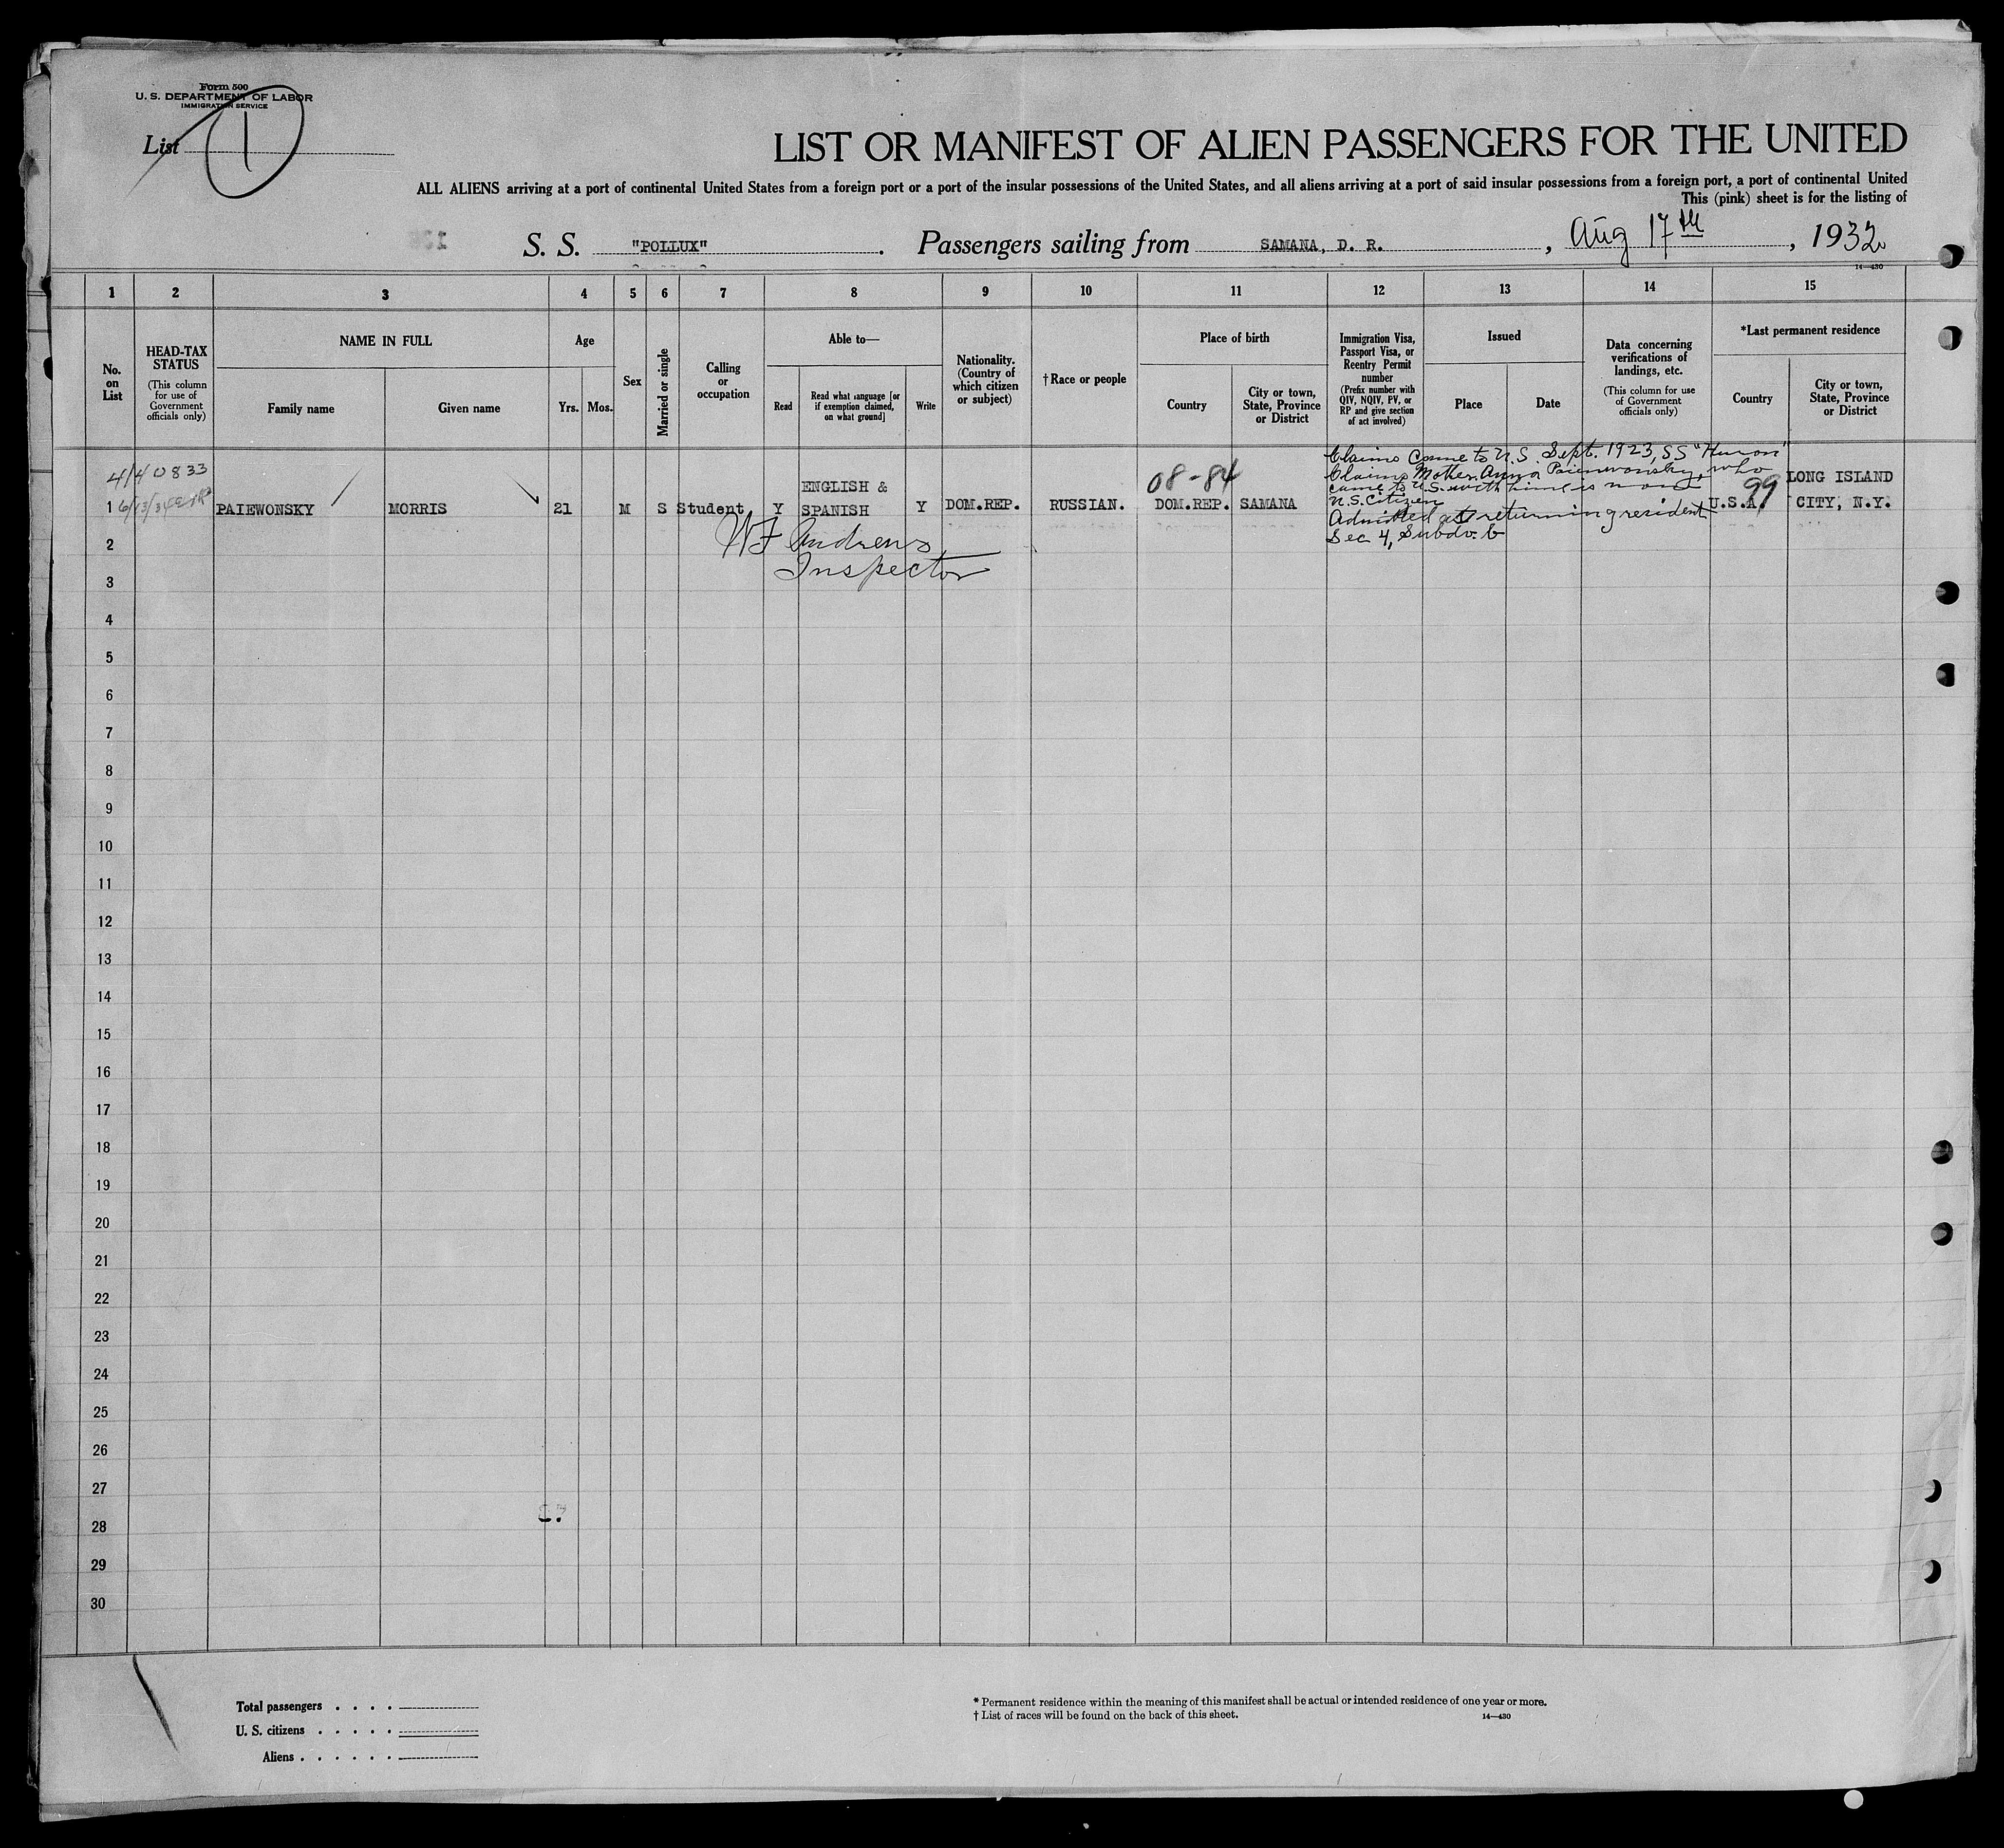 Form 500
U. S. DEPARTMENT OF LABOR
IMMIGRATION SERVICE
List 1
LIST OR MANIFEST OF ALIEN PASSENGERS FOR THE UNITED
ALL ALIENS arriving at a port of continental United States from a foreign port or a port of the insular possessions of the United States, and all aliens arriving at a port of said insular possessions from a foreign port, a port of continental United
This (pink) sheet is for the listing of
S. S. "POLLUX". Passengers sailing from SAMANA, D. R., Aug 17th, 1932
14—430
1 2 3 4 5 6 7 8 9 10 11 12 13 14 15
No. on List
HEAD-TAX STATUS
(This column for use of Government officials only)
NAME IN FULL
Family name
Given name
Age
Yrs.
Mos.
Sex
Married or single
Calling or occupation
Able to—
Read
Read what language [or if exemption claimed, on what ground]
Write
Nationality. (Country of which citizen or subject)
†Race or people
Place of birth
Country
City or town, State, Province or District
Immigration Visa, Passport Visa, or Reentry Permit number
(Prefix number with QIV, NQIV, PV, or RP and give section of act involved)
Issued
Place
Date
Data concerning verifications of landings, etc.
(This column for use of Government officials only)
*Last permanent residence
Country
City or town, State, Province or District
4/40833
6/13/34
1 PAIEWONSKY MORRIS 21 M S Student Y ENGLISH & SPANISH Y DOM.REP. RUSSIAN. DOM.REP. SAMANA
08-84
Claims came to U.S. Sept. 1923, SS "Huron"
Claims Mother Anna Paiewonsky, who
came to U.S. with him is now
U.S. Citizen
Admitted as returning resident
Sec 4, Subdv. b
U.S.A. 99 LONG ISLAND CITY, N.Y.
WF Andrews
Inspector
2
3
4
5
6
7
8
9
10
11
12
13
14
15
16
17
18
19
20
21
22
23
24
25
26
27
28
29
30
Total passengers . . . .
U. S. citizens . . . . .
Aliens . . . . . .
* Permanent residence within the meaning of this manifest shall be actual or intended residence of one year or more.
† List of races will be found on the back of this sheet.
14—430